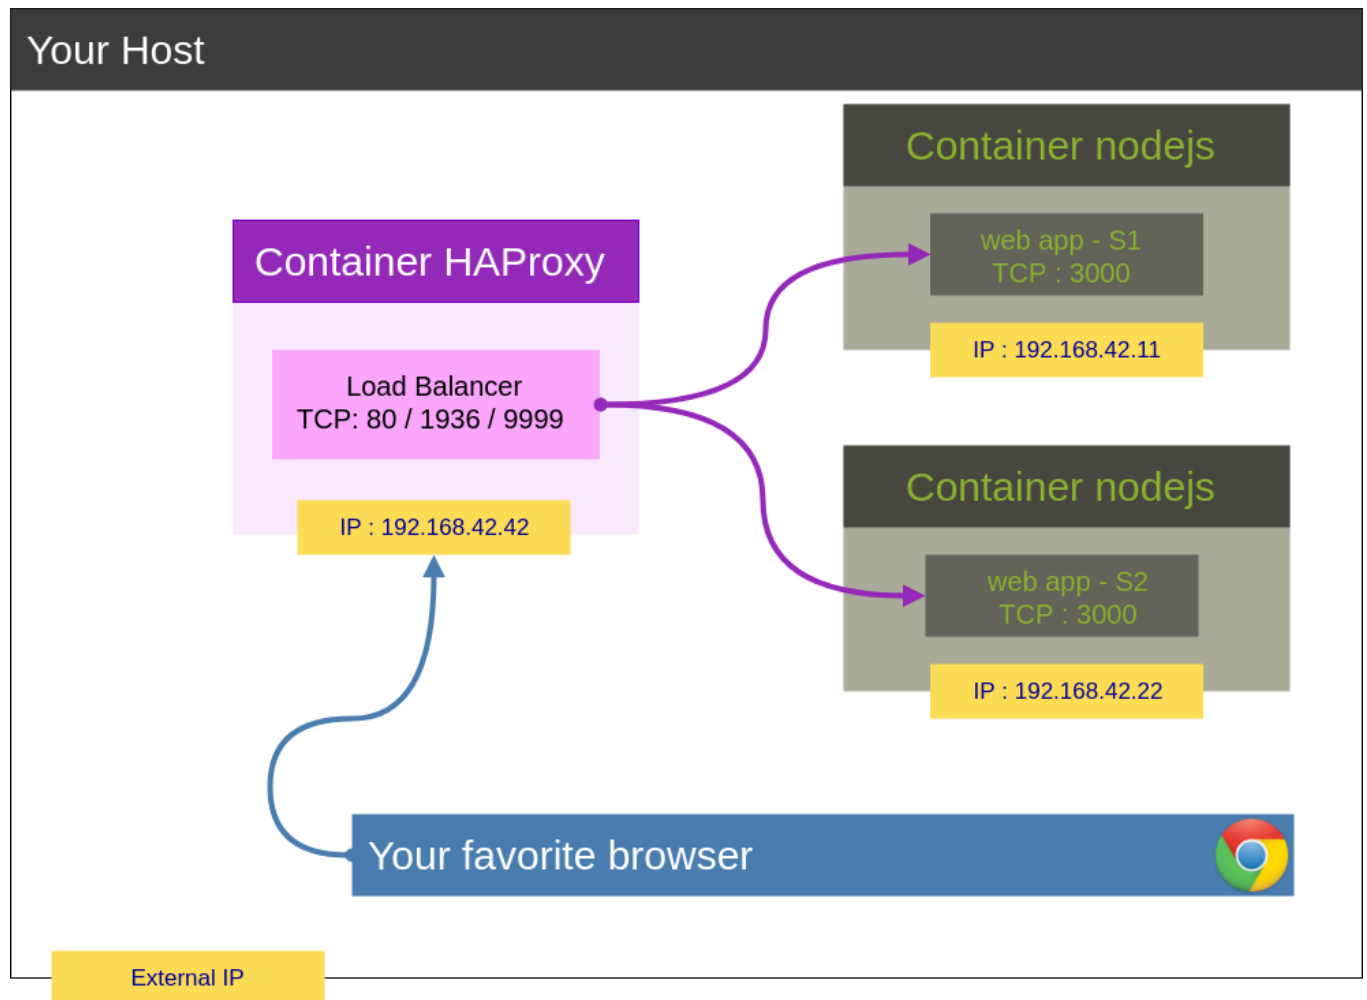 Your Host
Container nodejs
web app - S1
TCP : 3000
IP : 192.168.42.11
Container HAProxy
Load Balancer
TCP: 80 / 1936 / 9999
IP : 192.168.42.42
Container nodejs
web app - S2
TCP : 3000
IP : 192.168.42.22
Your favorite browser
External IP